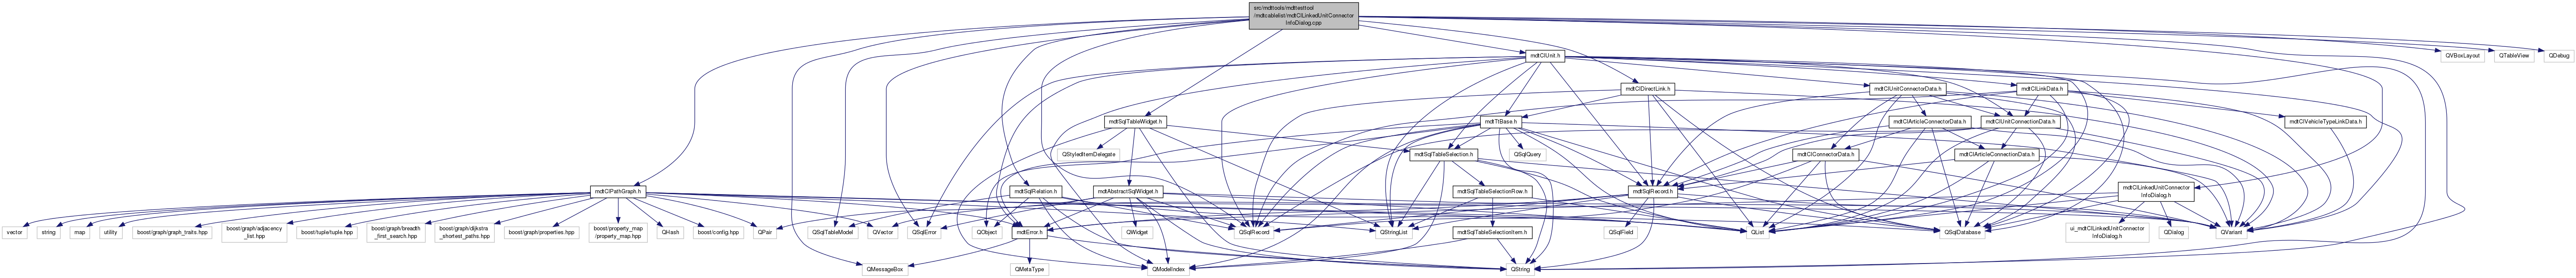 src/mdttools/mdttesttool
/mdtcablelist/mdtClLinkedUnitConnector
InfoDialog.cpp
mdtClUnit.h
QVBoxLayout
QTableView
QDebug
mdtClDirectLink.h
mdtClUnitConnectorData.h
mdtClLinkData.h
mdtSqlTableWidget.h
mdtTtBase.h
mdtClArticleConnectorData.h
mdtClUnitConnectionData.h
mdtClVehicleTypeLinkData.h
QStyledItemDelegate
mdtSqlTableSelection.h
QSqlQuery
mdtClConnectorData.h
mdtClArticleConnectionData.h
mdtClPathGraph.h
mdtSqlRelation.h
mdtAbstractSqlWidget.h
mdtSqlTableSelectionRow.h
mdtSqlRecord.h
mdtClLinkedUnitConnector
InfoDialog.h
vector
string
map
utility
boost/graph/graph_traits.hpp
boost/graph/adjacency
_list.hpp
boost/tuple/tuple.hpp
boost/graph/breadth
_first_search.hpp
boost/graph/dijkstra
_shortest_paths.hpp
boost/graph/properties.hpp
boost/property_map
/property_map.hpp
QHash
boost/config.hpp
QPair
QSqlTableModel
QVector
QSqlError
QObject
mdtError.h
QWidget
QSqlRecord
QStringList
mdtSqlTableSelectionItem.h
QSqlField
QList
QSqlDatabase
ui_mdtClLinkedUnitConnector
InfoDialog.h
QDialog
QVariant
QMessageBox
QMetaType
QModelIndex
QString